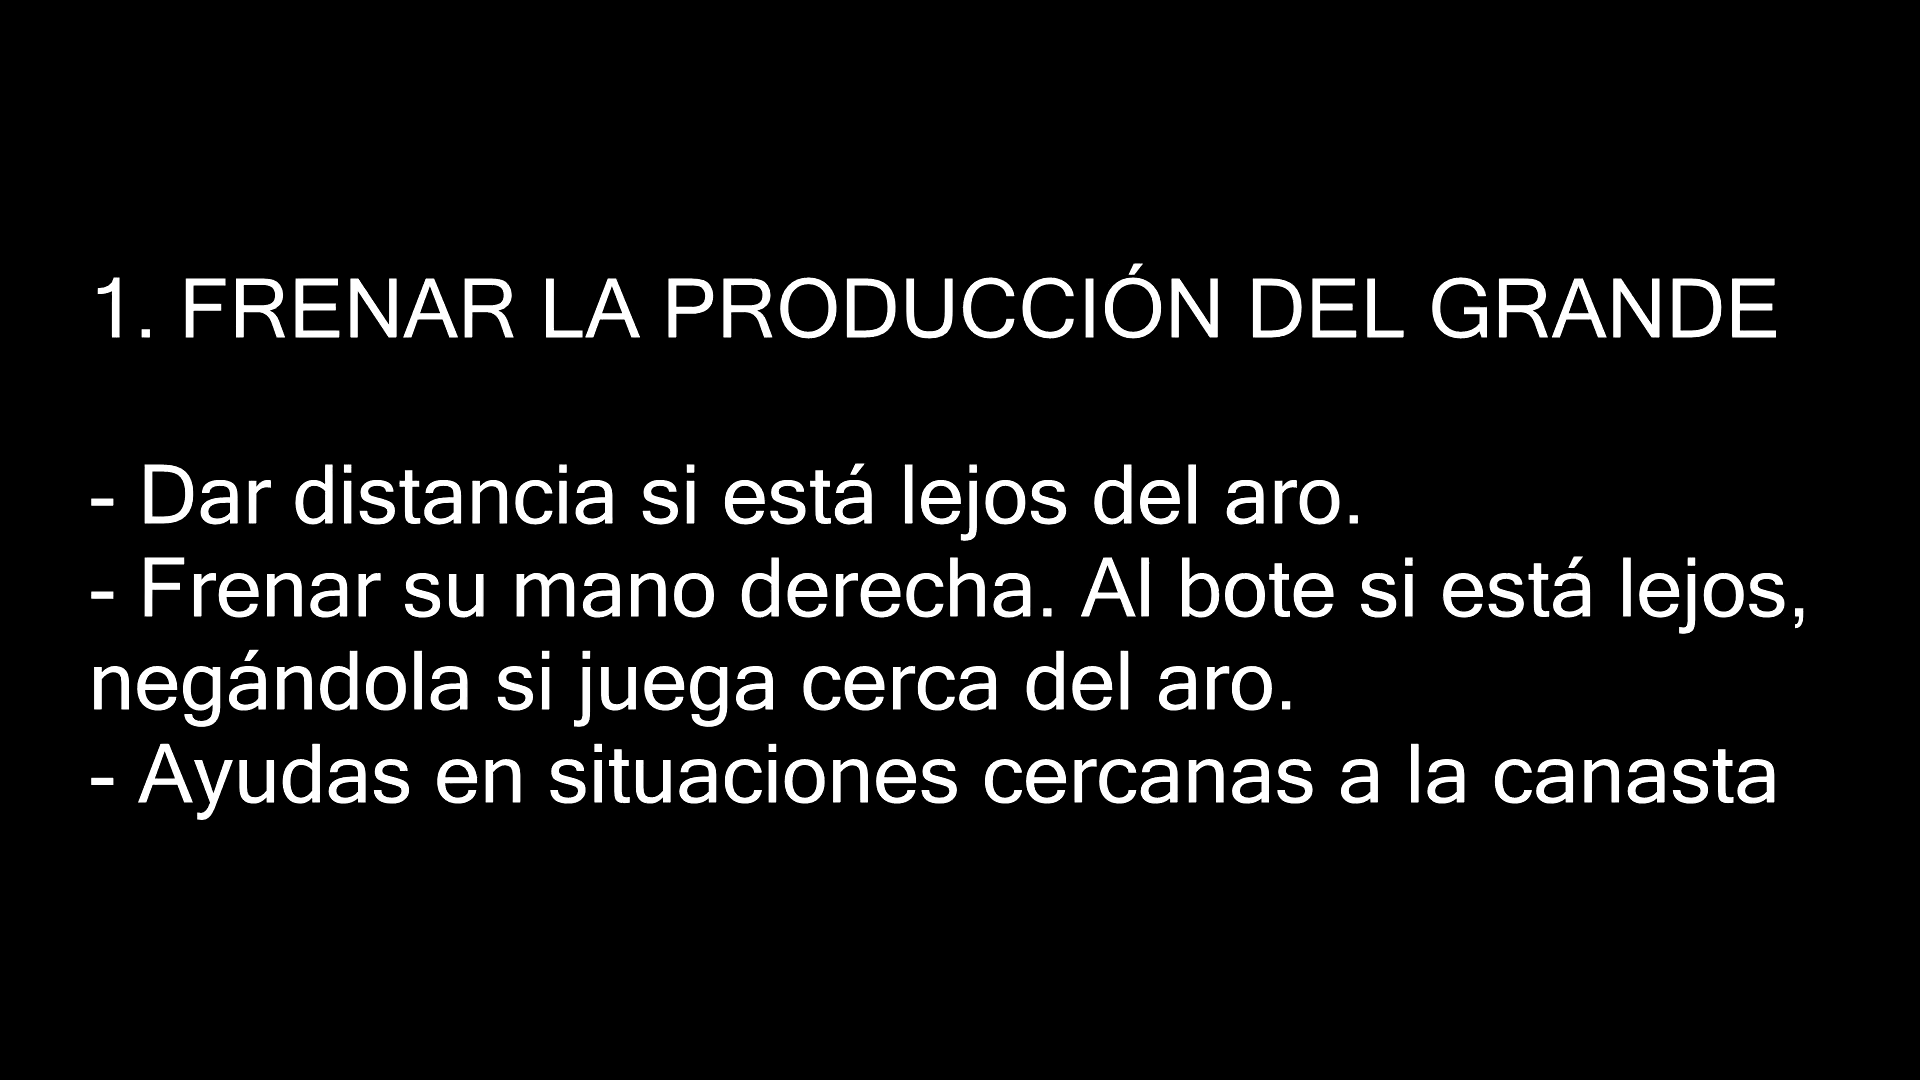 1. FRENAR LA PRODUCCIÓN DEL GRANDE
- Dar distancia si está lejos del aro.
- Frenar su mano derecha. Al bote si está lejos,
negándola si juega cerca del aro.
- Ayudas en situaciones cercanas a la canasta